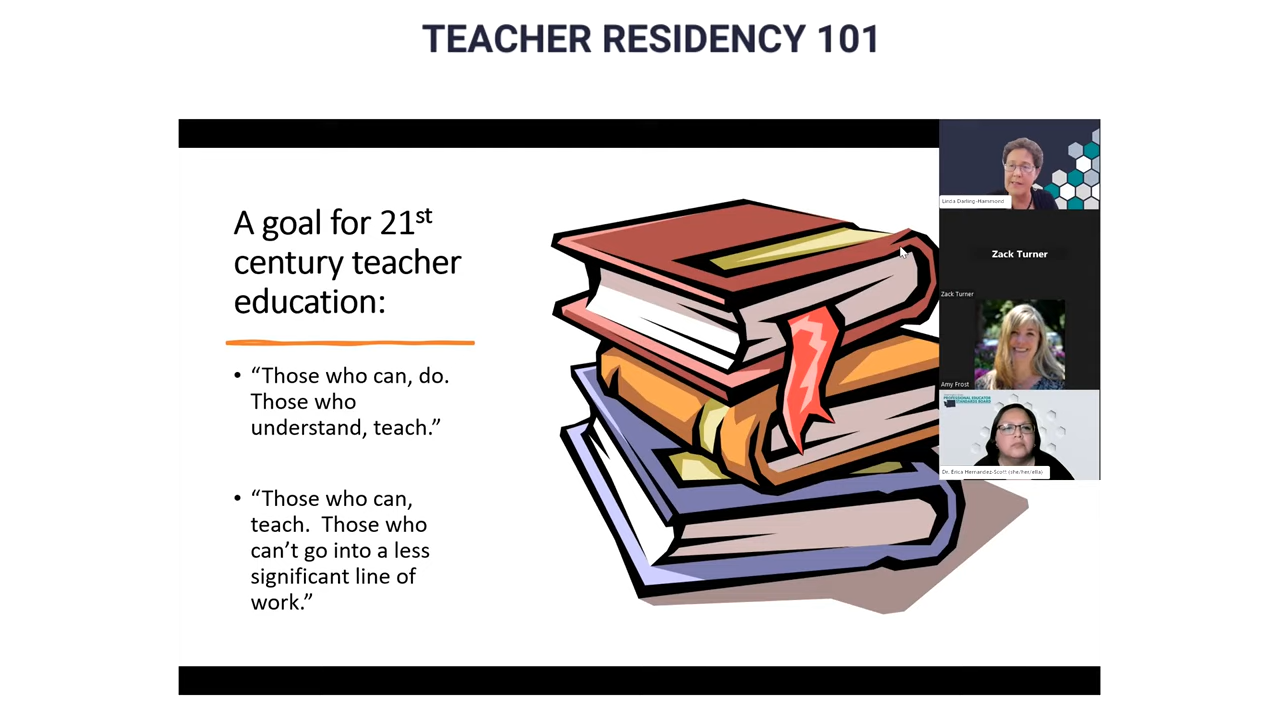 TEACHER RESIDENCY 101
A goal for 21st
century teacher
education:
• “Those who can, do.
Those who
understand, teach.”
• “Those who can,
teach.  Those who
can’t go into a less
significant line of
work.”
Linda Darling-Hammond
Zack Turner
Zack Turner
Amy Frost
PROFESSIONAL EDUCATOR
STANDARDS BOARD
Dr. Erica Hernandez-Scott (she/her/ella)